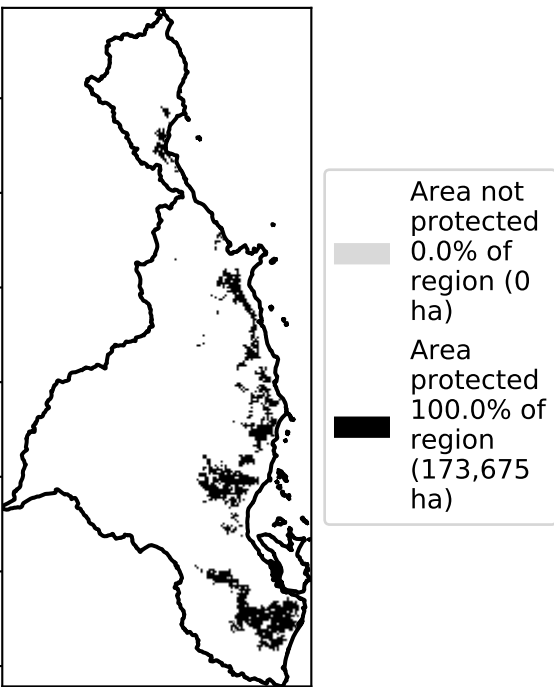 Area not
protected
0.0% of
region (0
ha)
Area
protected
100.0% of
region
(173,675
ha)